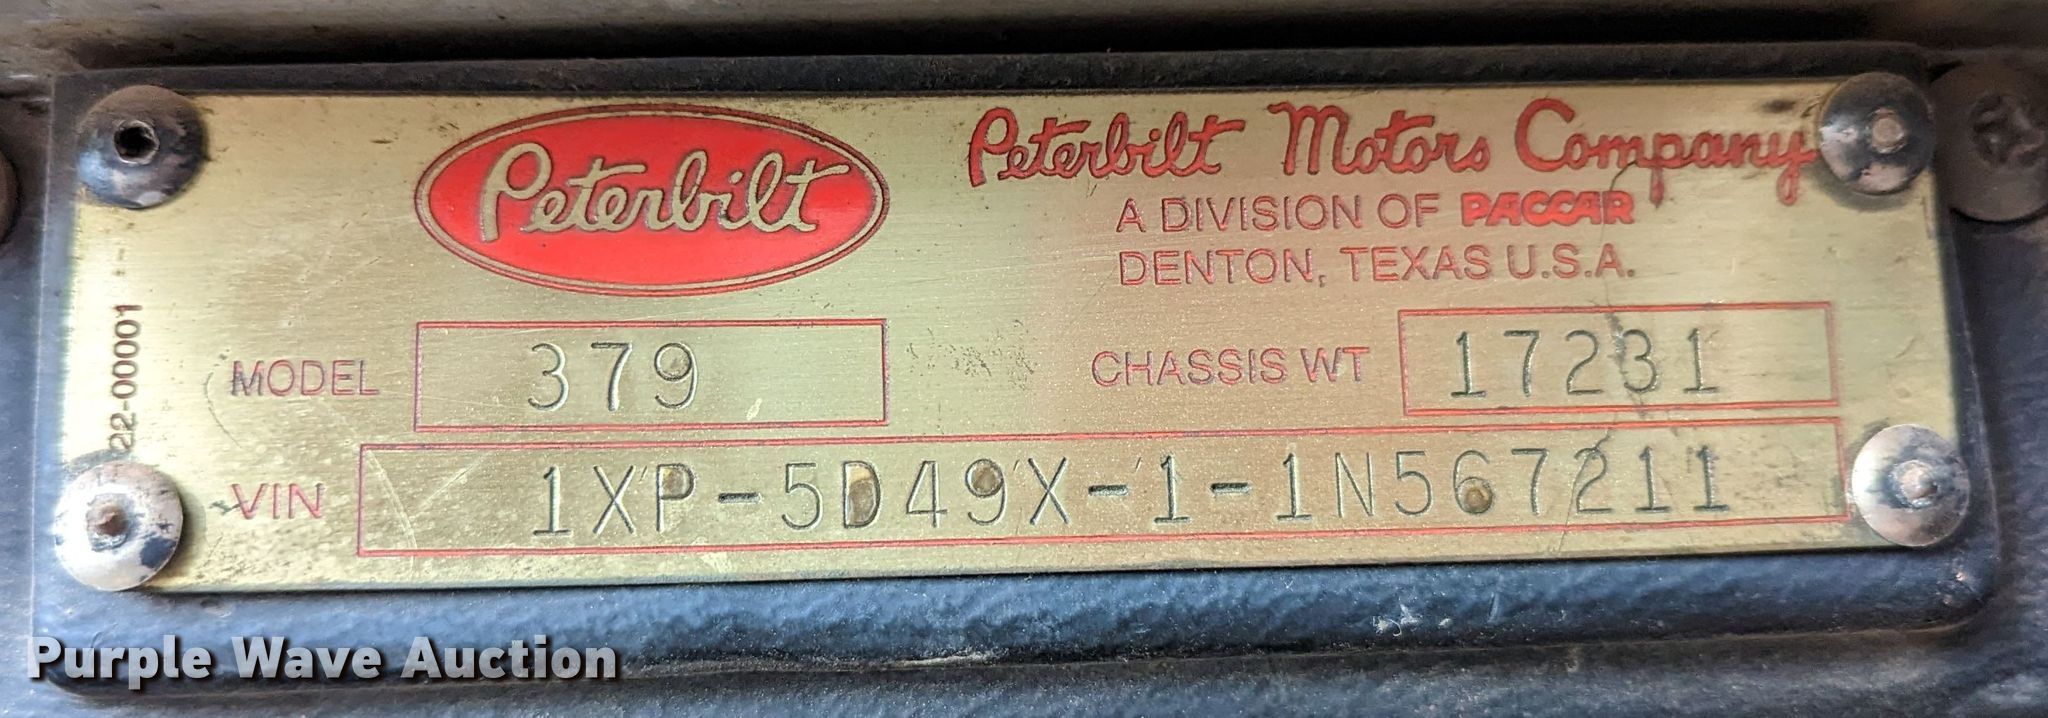 Peterbilt
Peterbilt Motors Company
A DIVISION OF PACCAR
DENTON, TEXAS U.S.A.
22-00001
MODEL 379
CHASSIS WT 17231
VIN 1XP-5D49X-1-1N567211
Purple Wave Auction